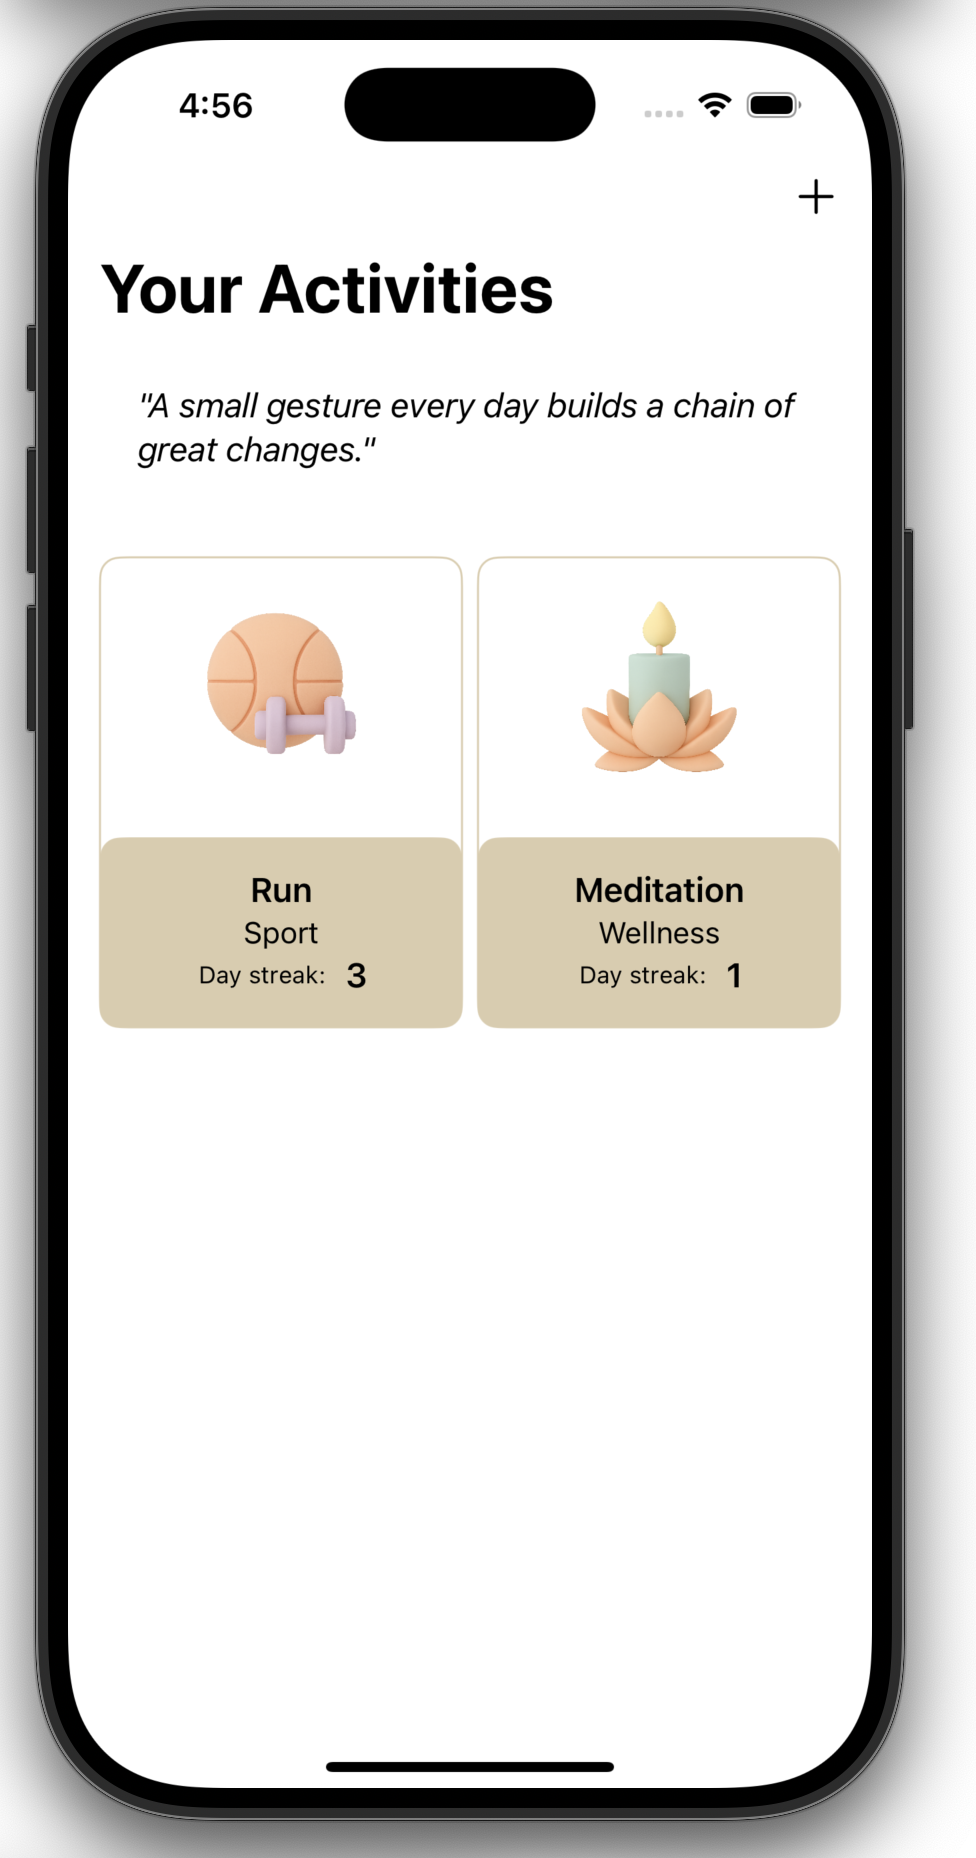 4:56
Your Activities
"A small gesture every day builds a chain of
great changes."
Run
Sport
Day streak: 3
Meditation
Wellness
Day streak: 1